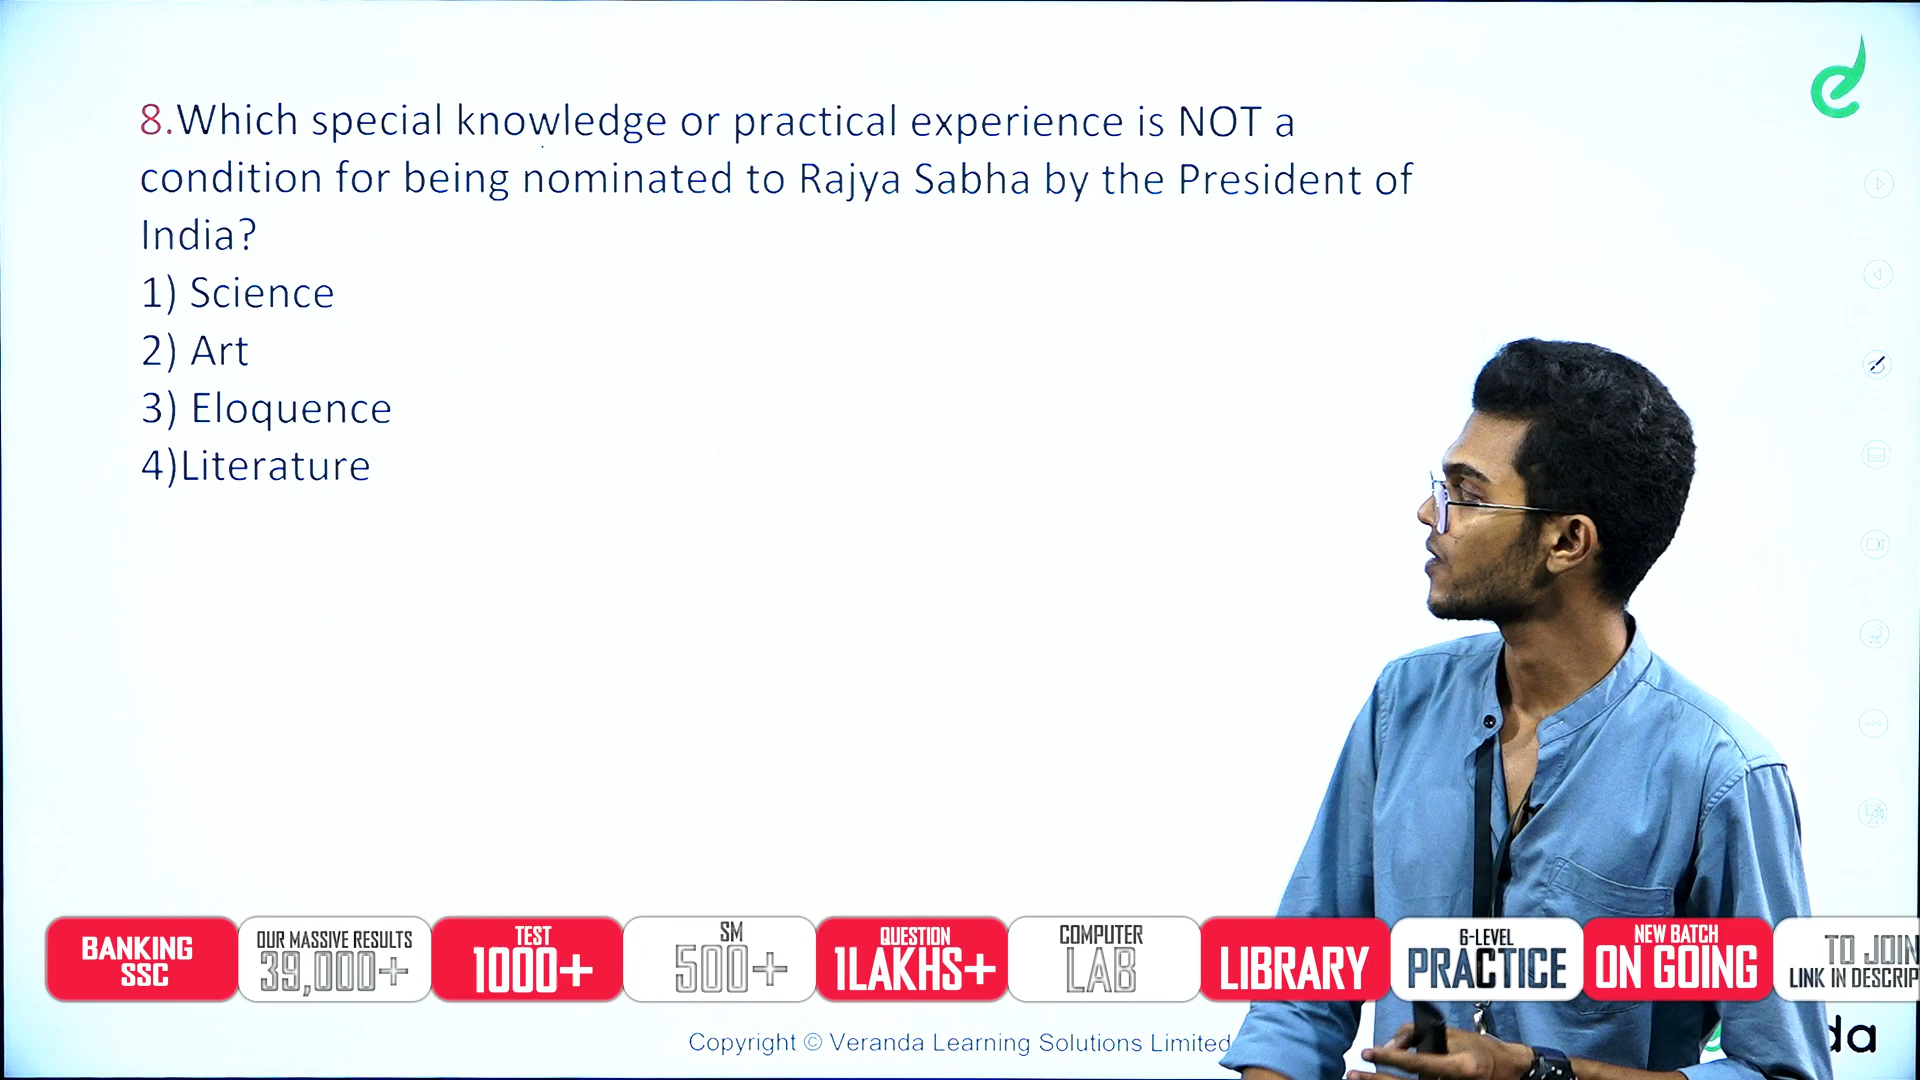 8.Which special knowledge or practical experience is NOT a
condition for being nominated to Rajya Sabha by the President of
India?
1) Science
2) Art
3) Eloquence
4)Literature
BANKING
SSC
OUR MASSIVE RESULTS
39,000+
TEST
1000+
SM
500+
QUESTION
1LAKHS+
COMPUTER
LAB
LIBRARY
6-LEVEL
PRACTICE
NEW BATCH
ON GOING
TO JOIN
LINK IN DESCRIP
Copyright © Veranda Learning Solutions Limited
da